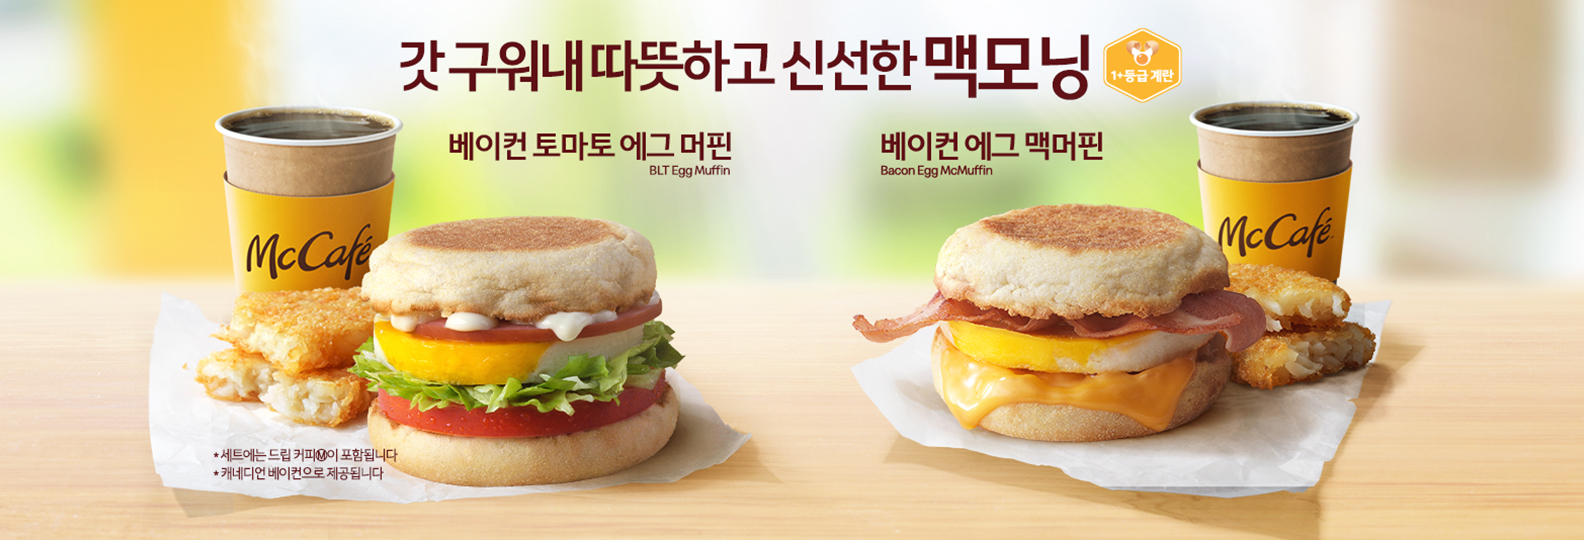 갓 구워내 따뜻하고 신선한 맥모닝
1+등급 계란
베이컨 토마토 에그 머핀
BLT Egg Muffin
베이컨 에그 맥머핀
Bacon Egg McMuffin
McCafé
McCafé
* 세트에는 드립 커피Ⓜ이 포함됩니다
* 캐네디언 베이컨으로 제공됩니다